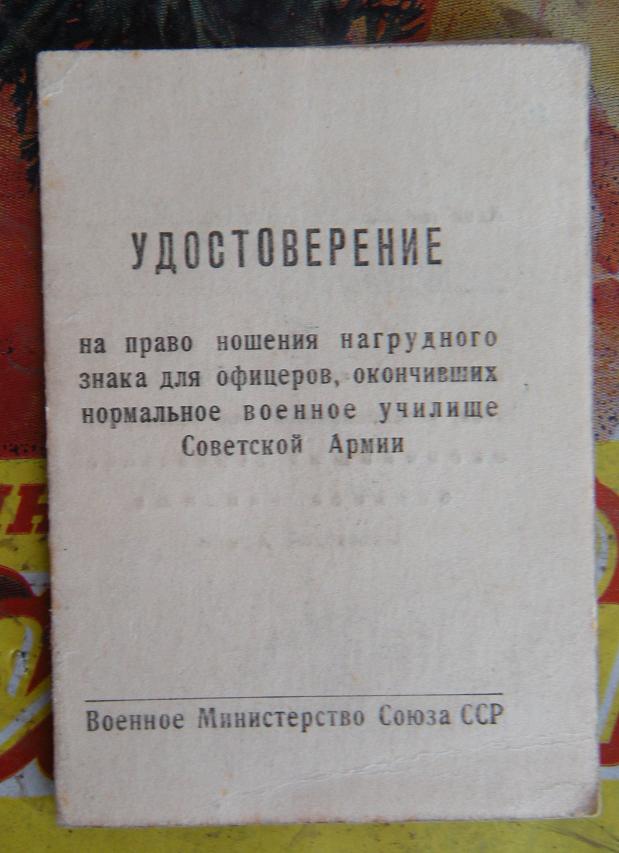 УДОСТОВЕРЕНИЕ
на право ношения нагрудного
знака для офицеров, окончивших
нормальное военное училище
Советской Армии
Военное Министерство Союза ССР